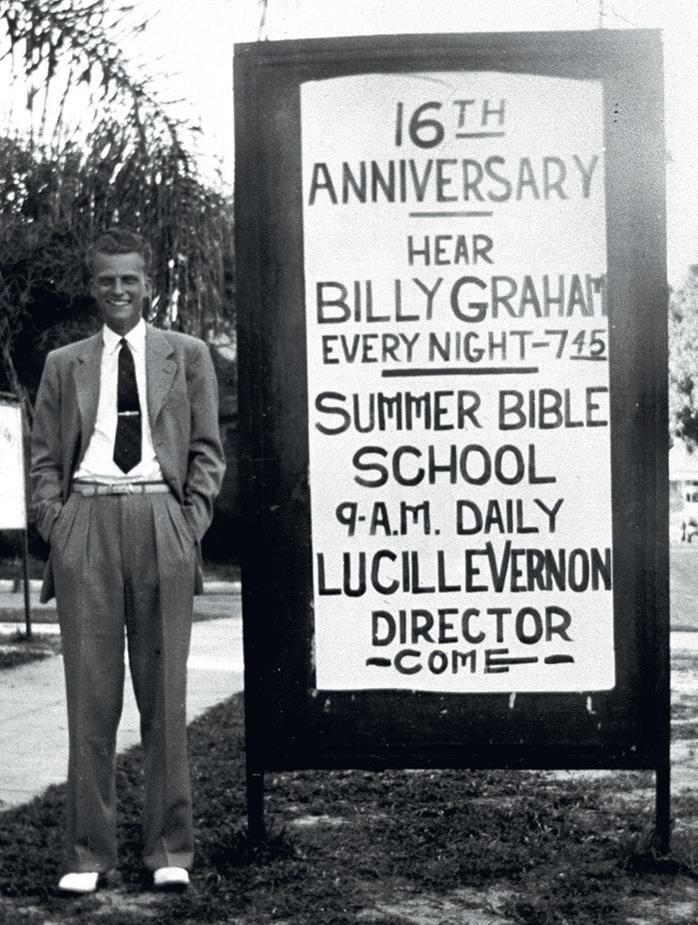 16TH
ANNIVERSARY
HEAR
BILLY GRAHAM
EVERY NIGHT-745
SUMMER BIBLE
SCHOOL
9-A.M. DAILY
LUCILLE VERNON
DIRECTOR
-COME-